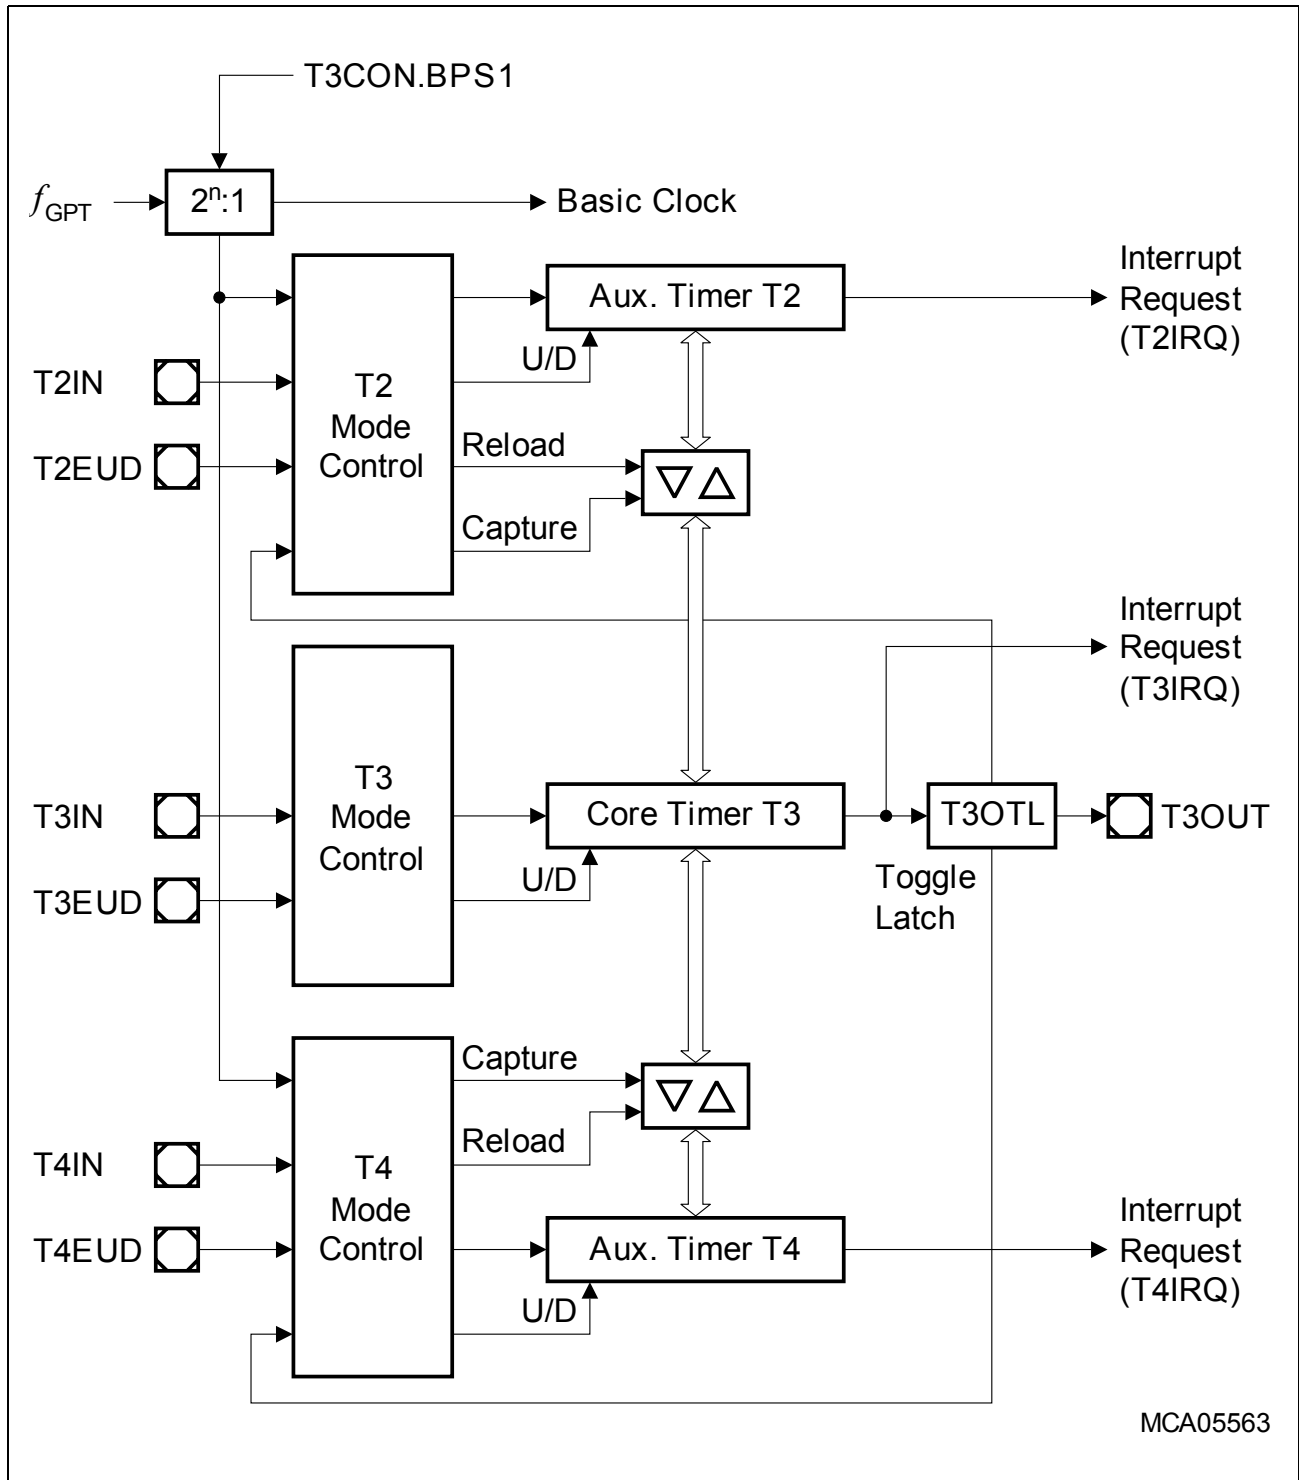 T3CON.BPS1
fGPT
2ⁿ:1
Basic Clock
Interrupt
Request
(T2IRQ)
Aux. Timer T2
U/D
T2IN
T2
Mode
Control
T2EUD
Reload
Capture
Interrupt
Request
(T3IRQ)
T3
Mode
Control
T3IN
Core Timer T3
T3OTL
T3OUT
T3EUD
U/D
Toggle
Latch
Capture
Reload
T4IN
T4
Mode
Control
T4EUD
Aux. Timer T4
U/D
Interrupt
Request
(T4IRQ)
MCA05563